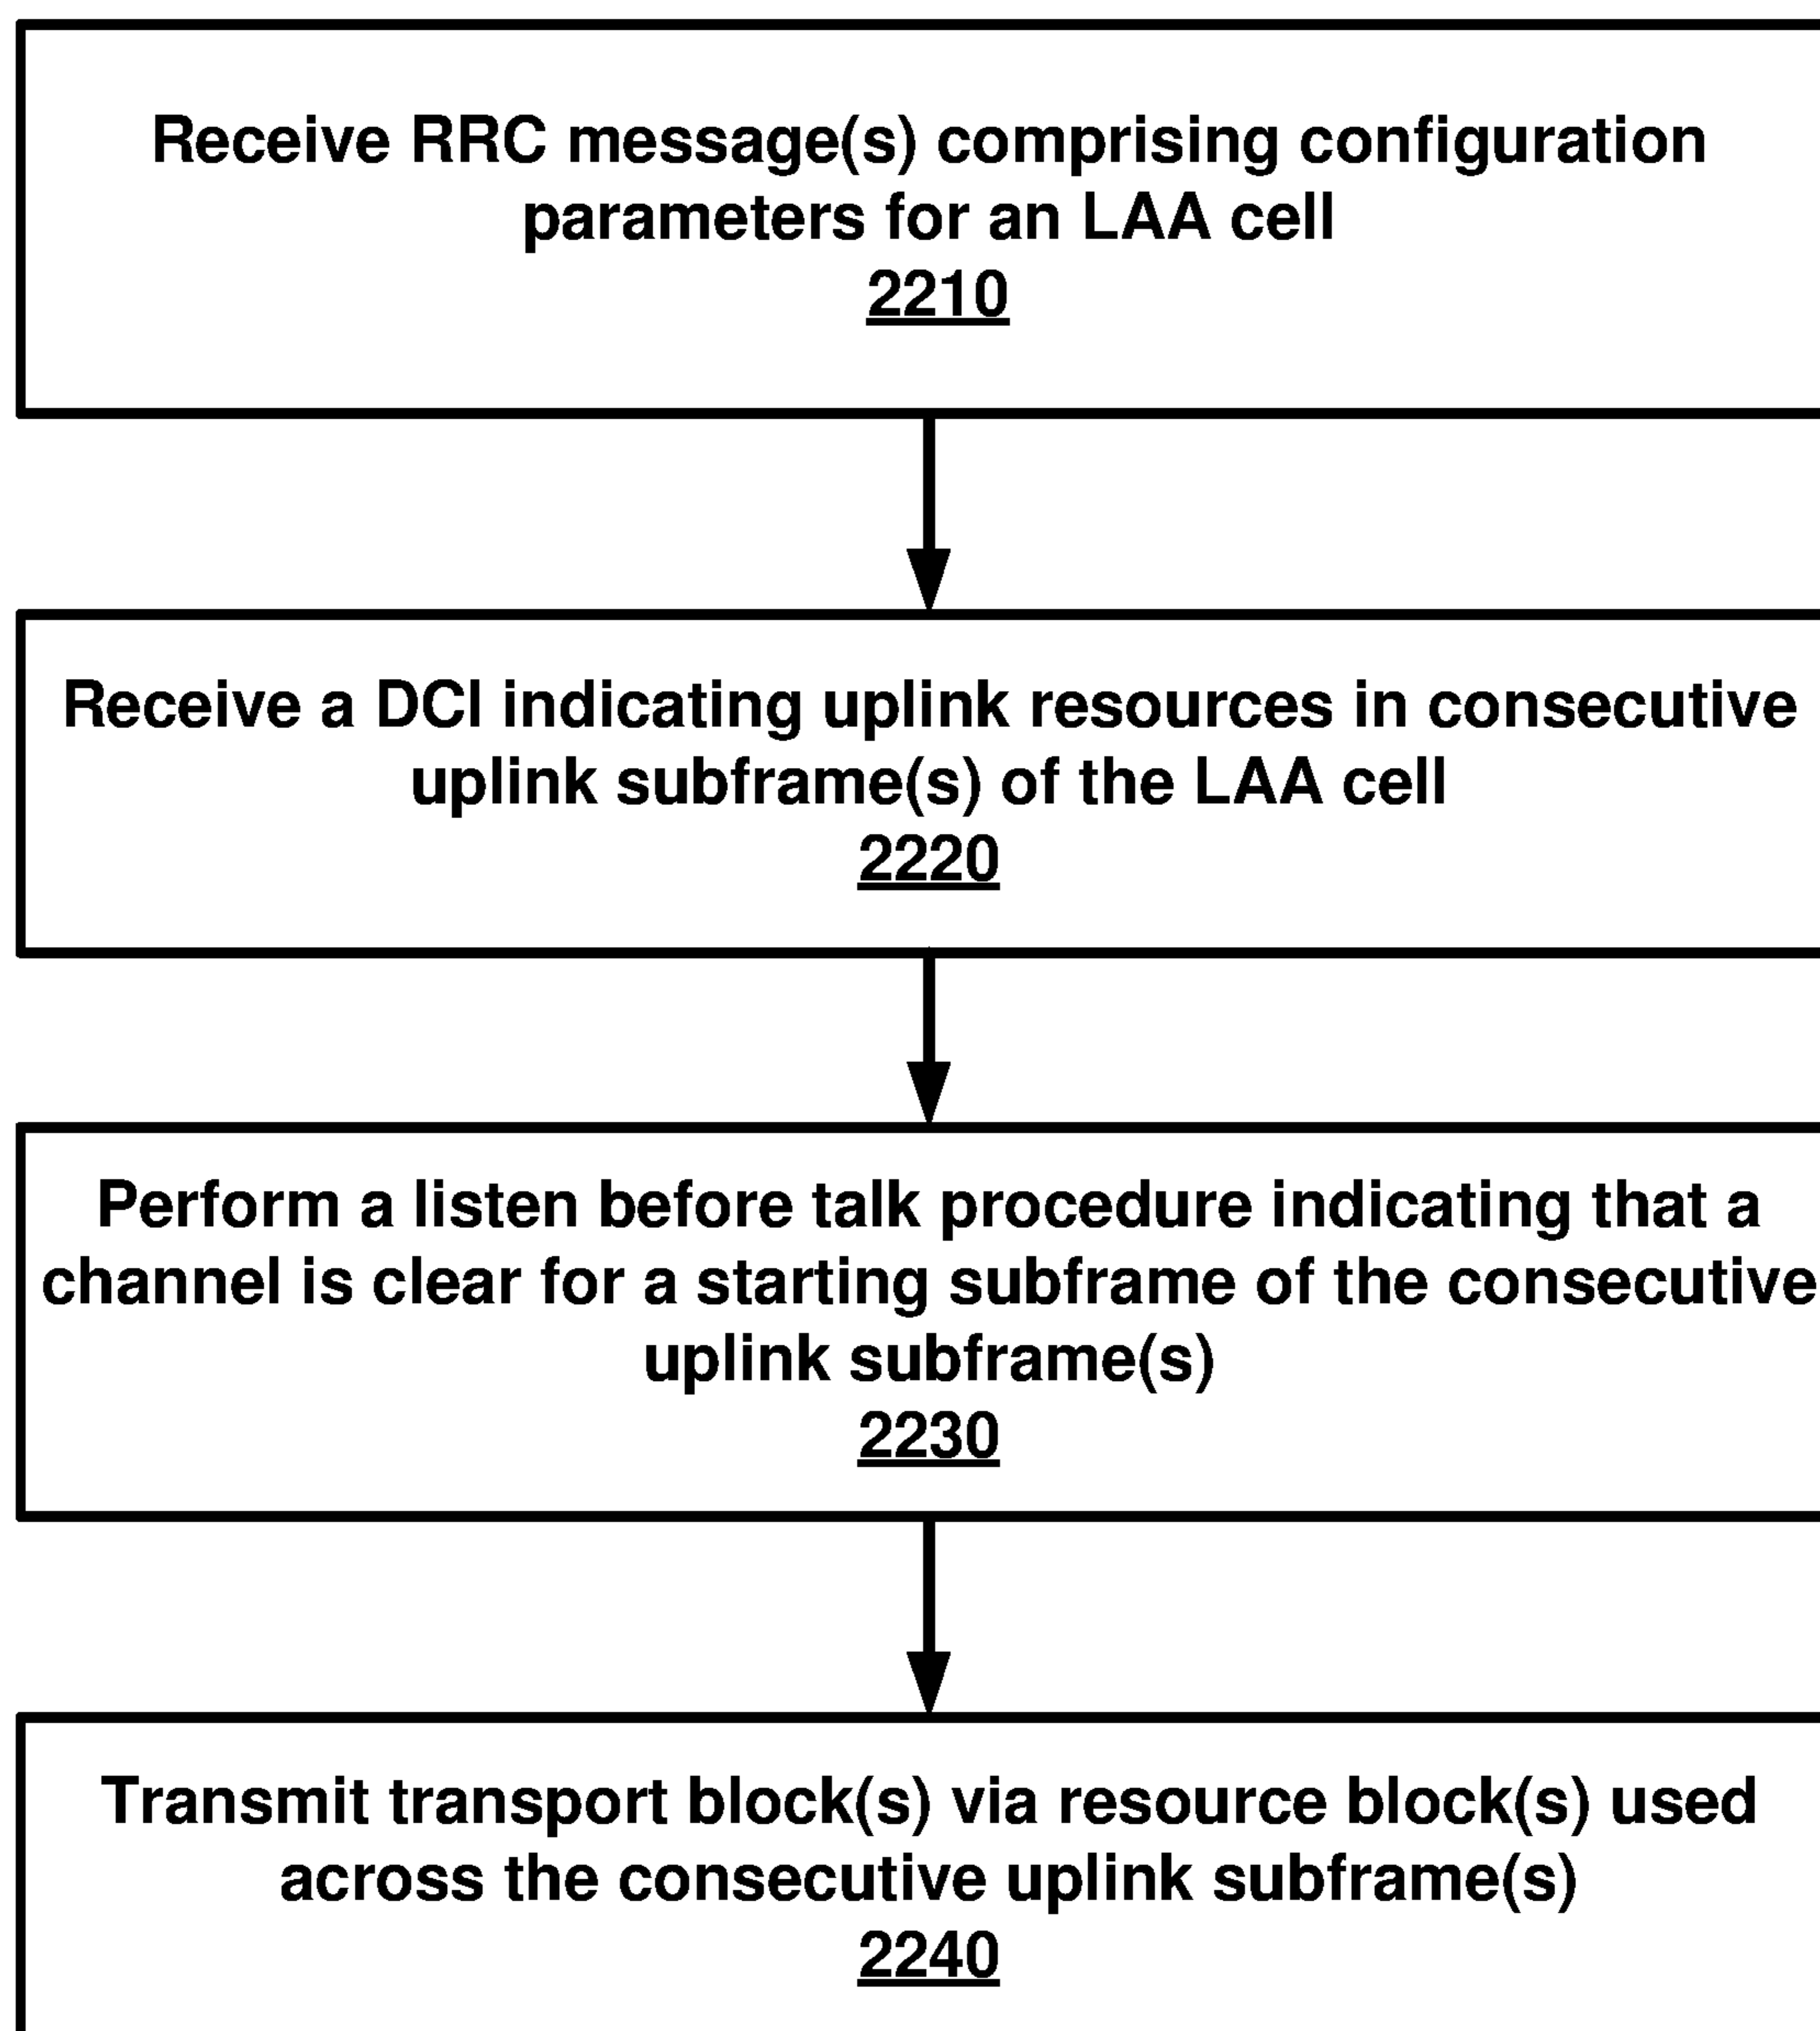 Receive RRC message(s) comprising configuration
parameters for an LAA cell
2210
Receive a DCI indicating uplink resources in consecutive
uplink subframe(s) of the LAA cell
2220
Perform a listen before talk procedure indicating that a
channel is clear for a starting subframe of the consecutive
uplink subframe(s)
2230
Transmit transport block(s) via resource block(s) used
across the consecutive uplink subframe(s)
2240